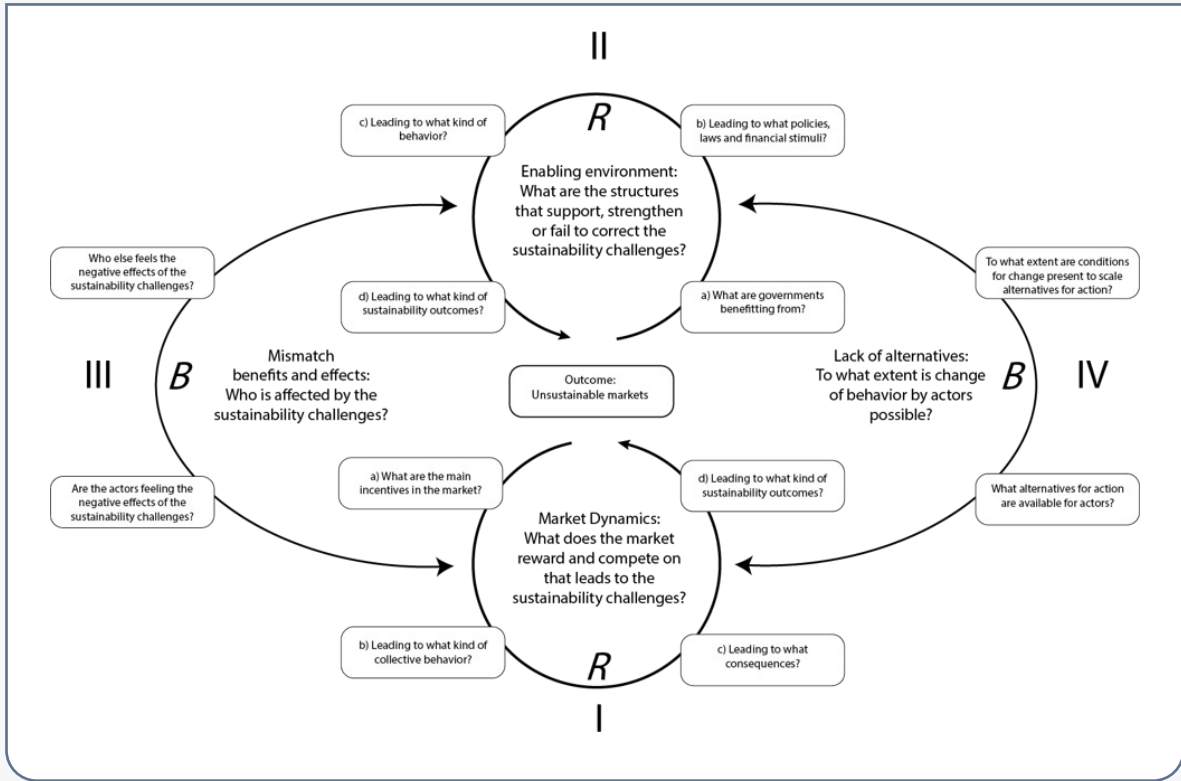 II
R
c) Leading to what kind of
behavior?
b) Leading to what policies,
laws and financial stimuli?
Enabling environment:
What are the structures
that support, strengthen
or fail to correct the
sustainability challenges?
d) Leading to what kind of
sustainability outcomes?
a) What are governments
benefitting from?
Who else feels the
negative effects of the
sustainability challenges?
III
B
Mismatch
benefits and effects:
Who is affected by the
sustainability challenges?
Are the actors feeling the
negative effects of the
sustainability challenges?
Outcome:
Unsustainable markets
To what extent are conditions
for change present to scale
alternatives for action?
Lack of alternatives:
To what extent is change
of behavior by actors
possible?
B
IV
What alternatives for action
are available for actors?
a) What are the main
incentives in the market?
d) Leading to what kind of
sustainability outcomes?
Market Dynamics:
What does the market
reward and compete on
that leads to the
sustainability challenges?
b) Leading to what kind of
collective behavior?
c) Leading to what
consequences?
R
I